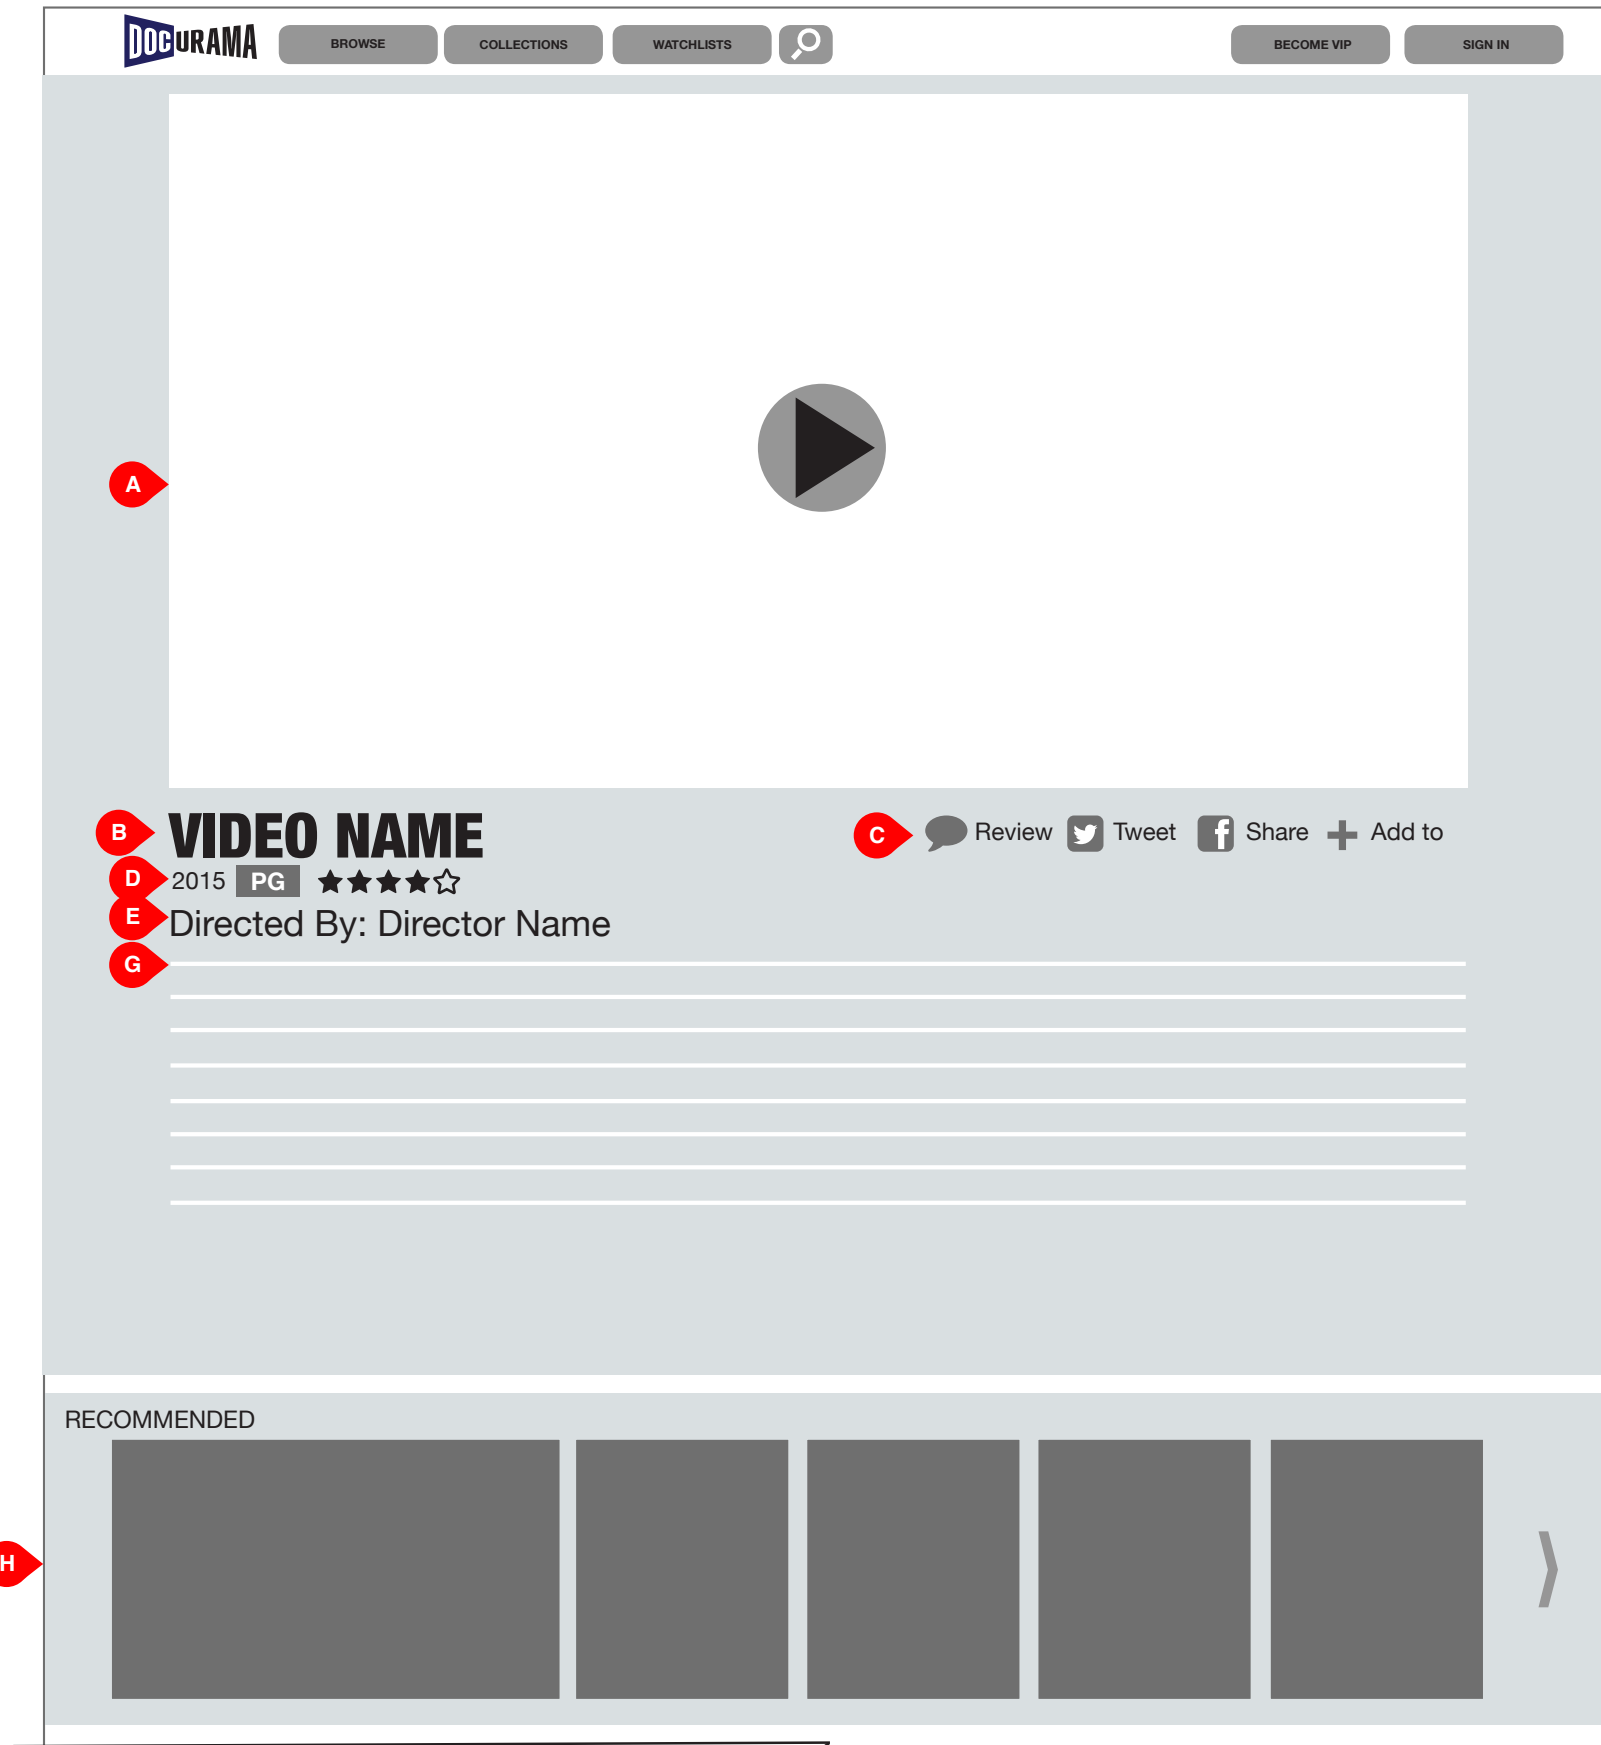 DOCURAMA BROWSE COLLECTIONS WATCHLISTS BECOME VIP SIGN IN
A
B VIDEO NAME C Review Tweet f Share Add to
D 2015 PG
E Directed By: Director Name
G
RECOMMENDED
H